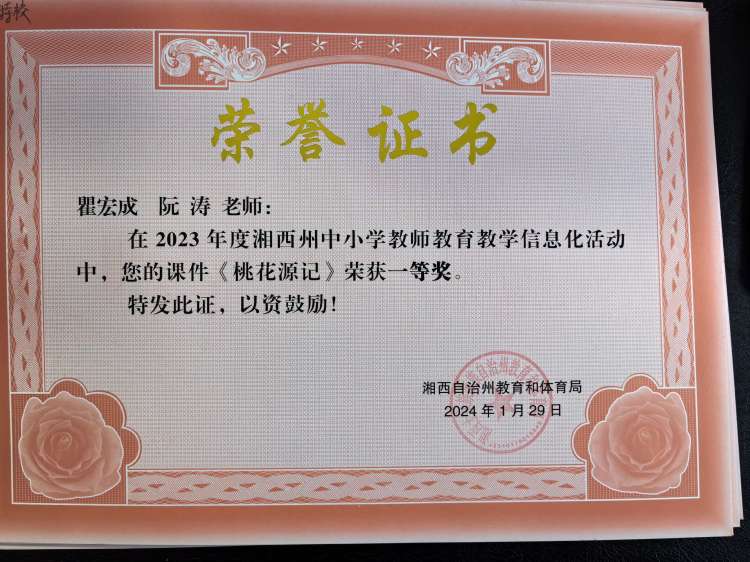 特校
荣誉证书
瞿宏成 阮 涛 老师：
在 2023 年度湘西州中小学教师教育教学信息化活动
中，您的课件《桃花源记》荣获一等奖。
特发此证，以资鼓励！
湘西自治州教育和体育局
2024 年 1 月 29 日